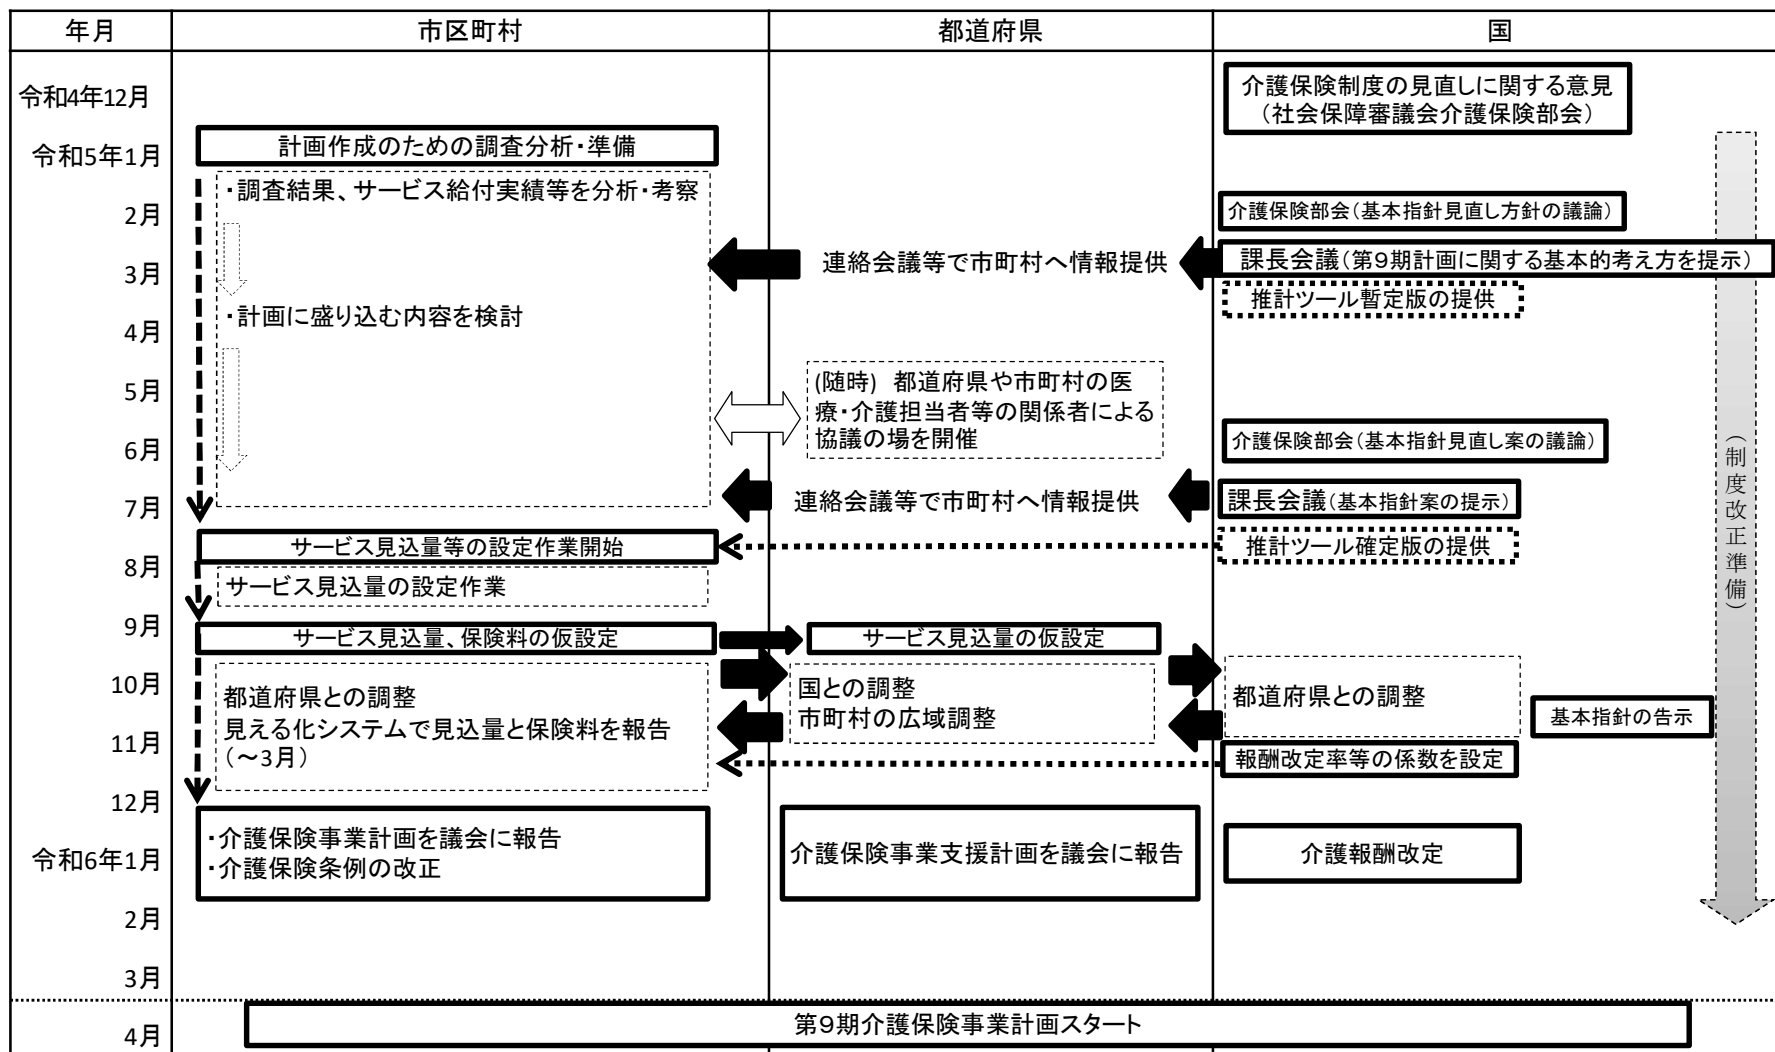 年月
市区町村
都道府県
国
令和4年12月
介護保険制度の見直しに関する意見
（社会保障審議会介護保険部会）
令和5年1月
計画作成のための調査分析・準備
・調査結果、サービス給付実績等を分析・考察
2月
介護保険部会（基本指針見直し方針の議論）
3月
連絡会議等で市町村へ情報提供
課長会議（第９期計画に関する基本的考え方を提示）
推計ツール暫定版の提供
・計画に盛り込む内容を検討
4月
5月
(随時) 都道府県や市町村の医
療・介護担当者等の関係者による
協議の場を開催
6月
介護保険部会（基本指針見直し案の議論）
（制度改正準備）
7月
連絡会議等で市町村へ情報提供
課長会議（基本指針案の提示）
サービス見込量等の設定作業開始
推計ツール確定版の提供
8月
サービス見込量の設定作業
9月
サービス見込量、保険料の仮設定
サービス見込量の仮設定
10月
都道府県との調整
見える化システムで見込量と保険料を報告
（～3月）
国との調整
市町村の広域調整
都道府県との調整
基本指針の告示
11月
報酬改定率等の係数を設定
12月
・介護保険事業計画を議会に報告
・介護保険条例の改正
令和6年1月
介護保険事業支援計画を議会に報告
介護報酬改定
2月
3月
4月
第９期介護保険事業計画スタート